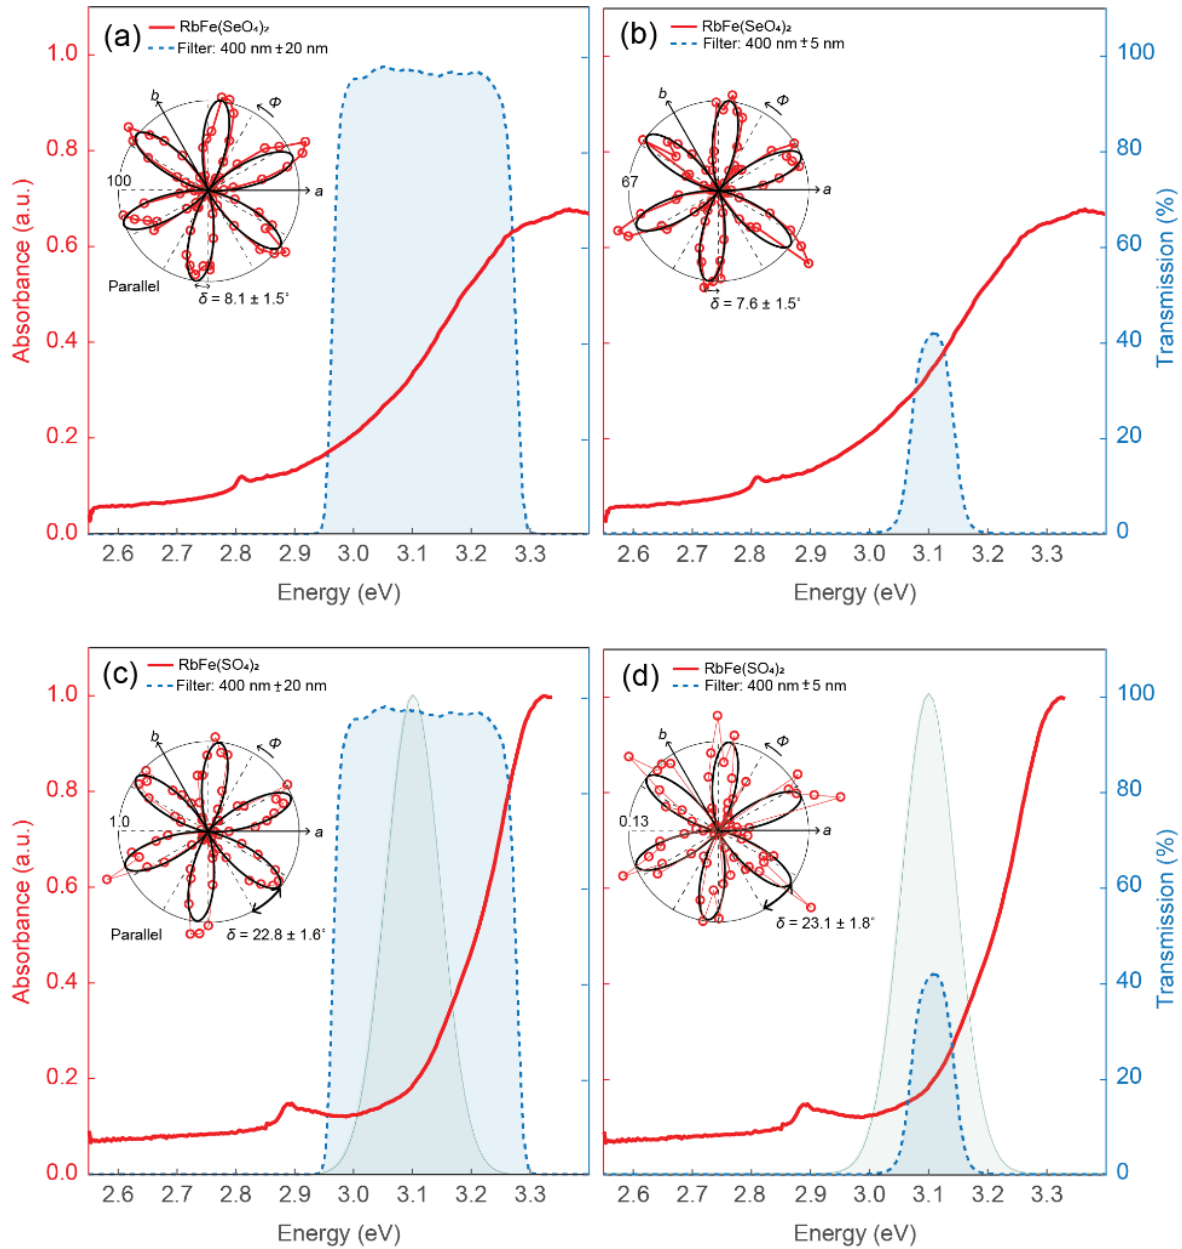 (a)
RbFe(SeO₄)₂
Filter: 400 nm ± 20 nm
b
Φ
100
a
Parallel
δ = 8.1 ± 1.5°
Absorbance (a.u.)
1.0
0.8
0.6
0.4
0.2
0.0
2.6 2.7 2.8 2.9 3.0 3.1 3.2 3.3
Energy (eV)
(b)
RbFe(SeO₄)₂
Filter: 400 nm ± 5 nm
b
Φ
67
a
δ = 7.6 ± 1.5°
100
80
60
40
20
0
Transmission (%)
2.6 2.7 2.8 2.9 3.0 3.1 3.2 3.3
Energy (eV)
(c)
RbFe(SO₄)₂
Filter: 400 nm ± 20 nm
b
Φ
1.0
a
Parallel
δ = 22.8 ± 1.6°
Absorbance (a.u.)
1.0
0.8
0.6
0.4
0.2
0.0
2.6 2.7 2.8 2.9 3.0 3.1 3.2 3.3
Energy (eV)
(d)
RbFe(SO₄)₂
Filter: 400 nm ± 5 nm
b
Φ
0.13
a
δ = 23.1 ± 1.8°
100
80
60
40
20
0
Transmission (%)
2.6 2.7 2.8 2.9 3.0 3.1 3.2 3.3
Energy (eV)